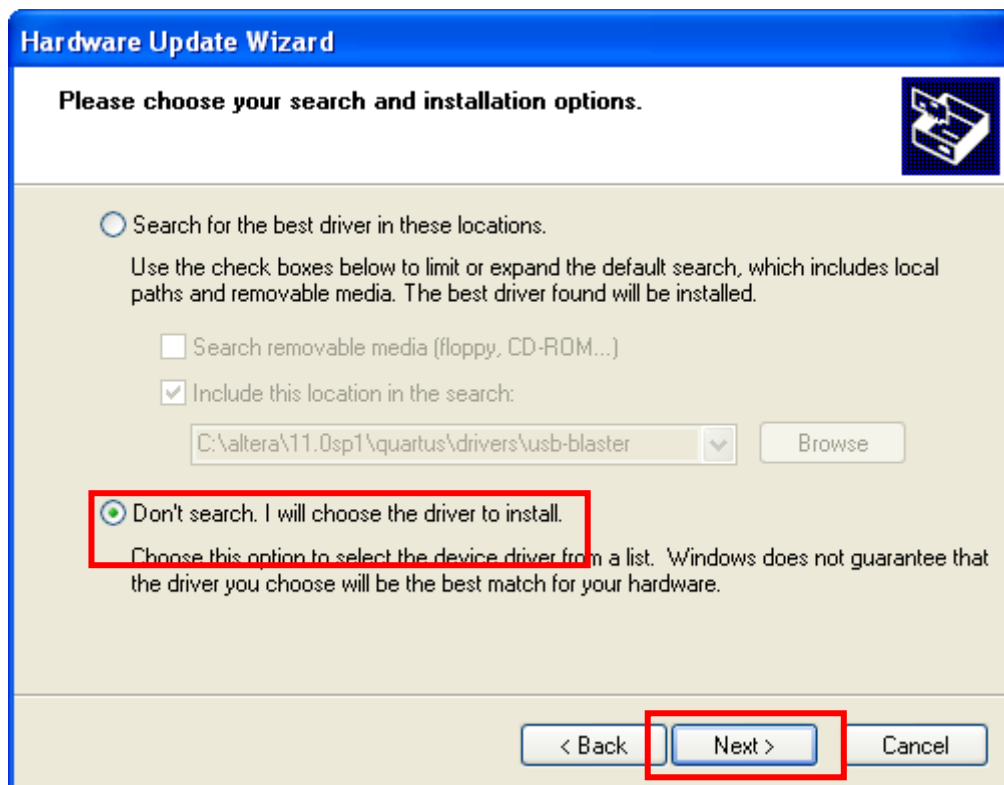 Hardware Update Wizard
Please choose your search and installation options.
Search for the best driver in these locations.
Use the check boxes below to limit or expand the default search, which includes local
paths and removable media. The best driver found will be installed.
Search removable media (floppy, CD-ROM...)
Include this location in the search:
C:\altera\11.0sp1\quartus\drivers\usb-blaster
Browse
Don't search. I will choose the driver to install.
Choose this option to select the device driver from a list. Windows does not guarantee that
the driver you choose will be the best match for your hardware.
< Back Next > Cancel